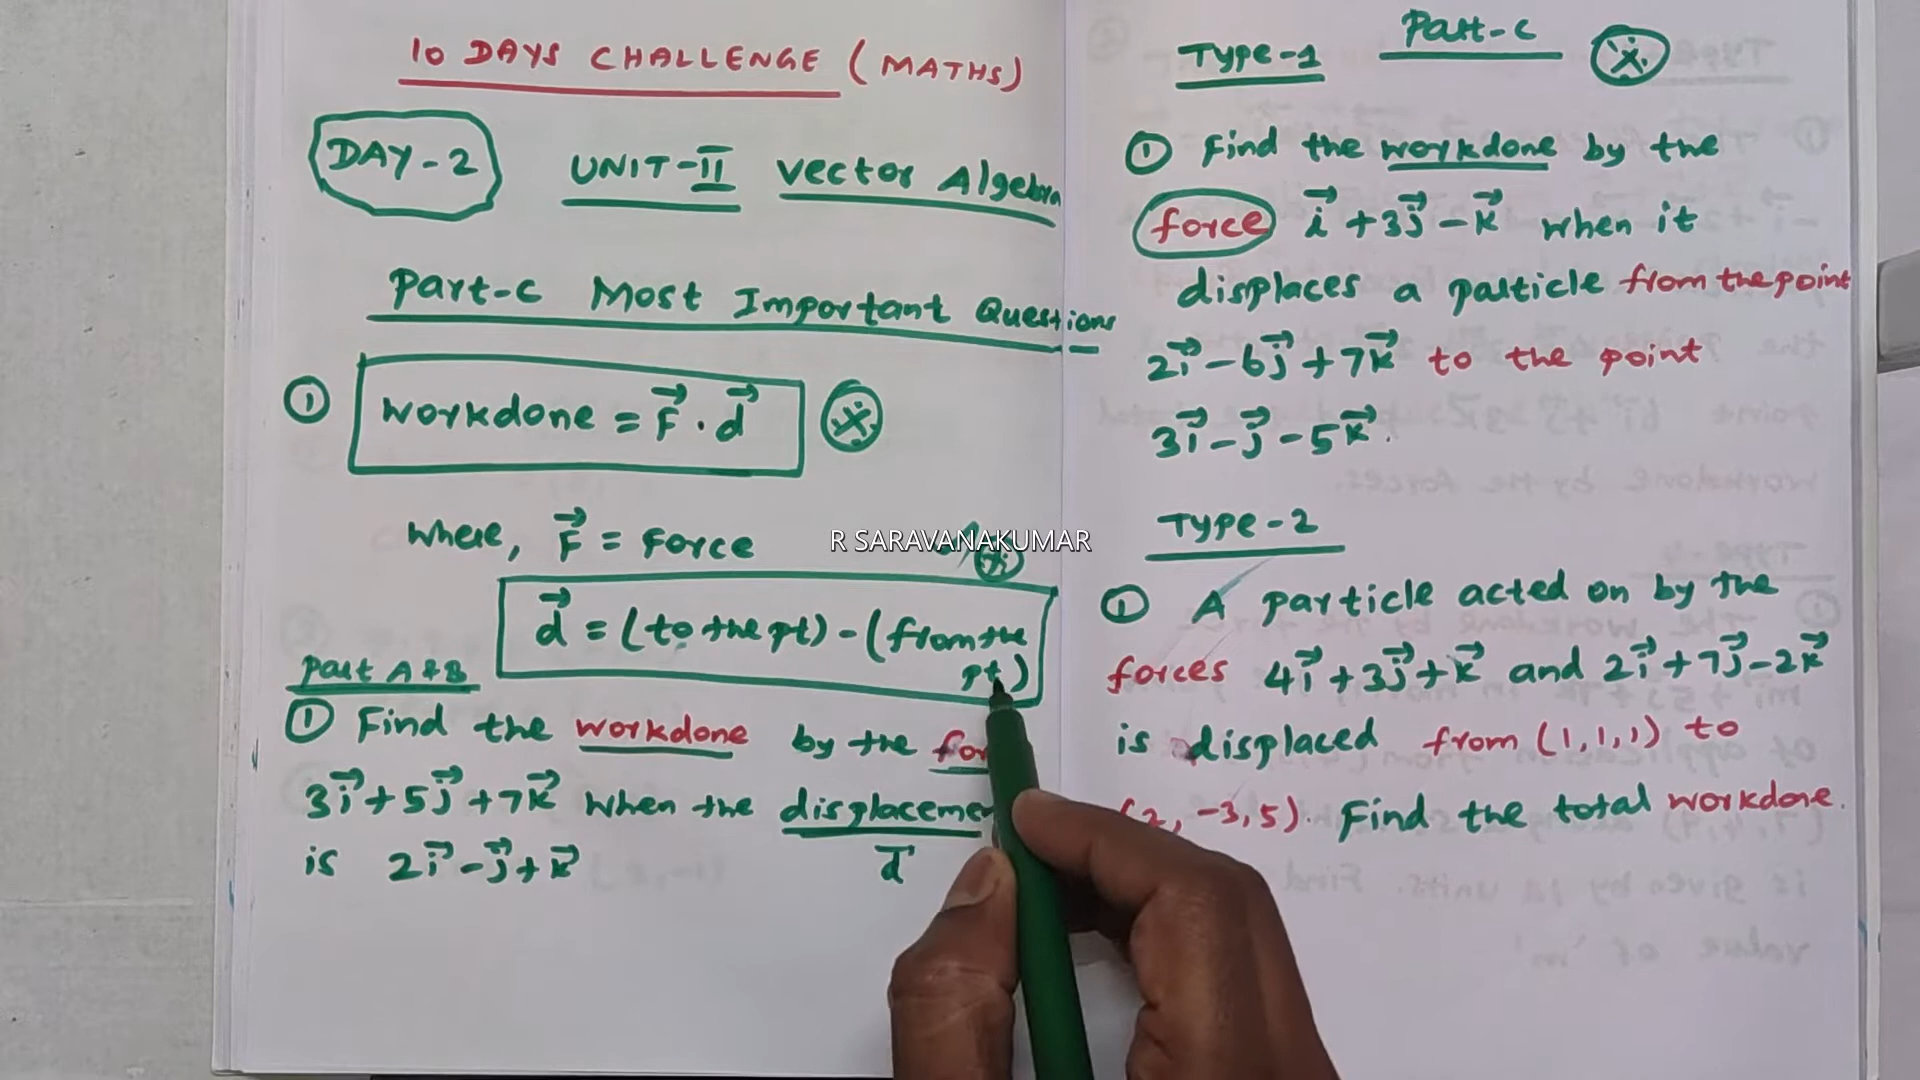 10 DAYS CHALLENGE (MATHS)
DAY-2
UNIT-II Vector Algebra
Part-C Most Important Questions
① workdone = F⃗ · d⃗
where, F⃗ = Force
d⃗ = (to the pt) - (from the pt)
Part A & B
① Find the workdone by the for
3i⃗ + 5j⃗ + 7k⃗ when the displaceme
is 2i⃗ - j⃗ + k⃗
d⃗
R SARAVANAKUMAR
Part-C
Type-1
① Find the workdone by the
force i⃗ + 3j⃗ - k⃗ when it
displaces a particle from the point
2i⃗ - 6j⃗ + 7k⃗ to the point
3i⃗ - j⃗ - 5k⃗.
Type-2
① A particle acted on by the
forces 4i⃗ + 3j⃗ + k⃗ and 2i⃗ + 7j⃗ - 2k⃗
is displaced from (1,1,1) to
(2, -3, 5). Find the total workdone.